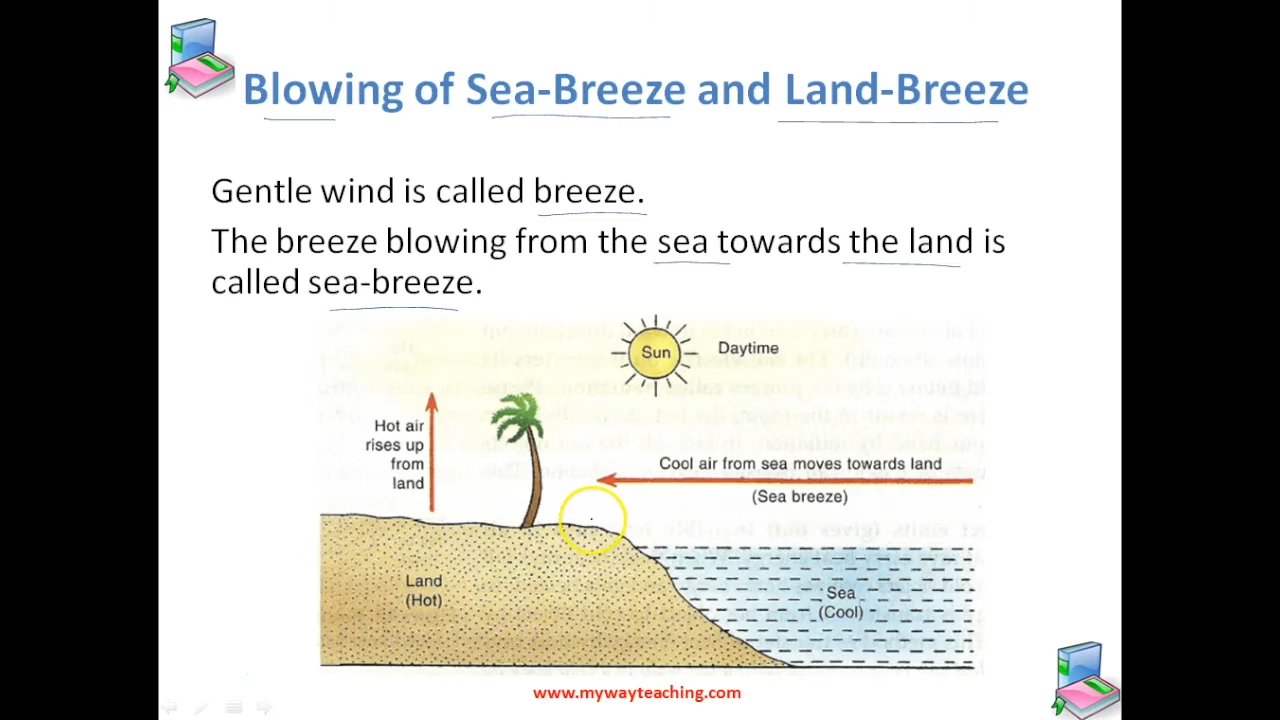 Blowing of Sea-Breeze and Land-Breeze
Gentle wind is called breeze.
The breeze blowing from the sea towards the land is
called sea-breeze.
Sun
Daytime
Hot air
rises up
from
land
Cool air from sea moves towards land
(Sea breeze)
Land
(Hot)
Sea
(Cool)
www.mywayteaching.com